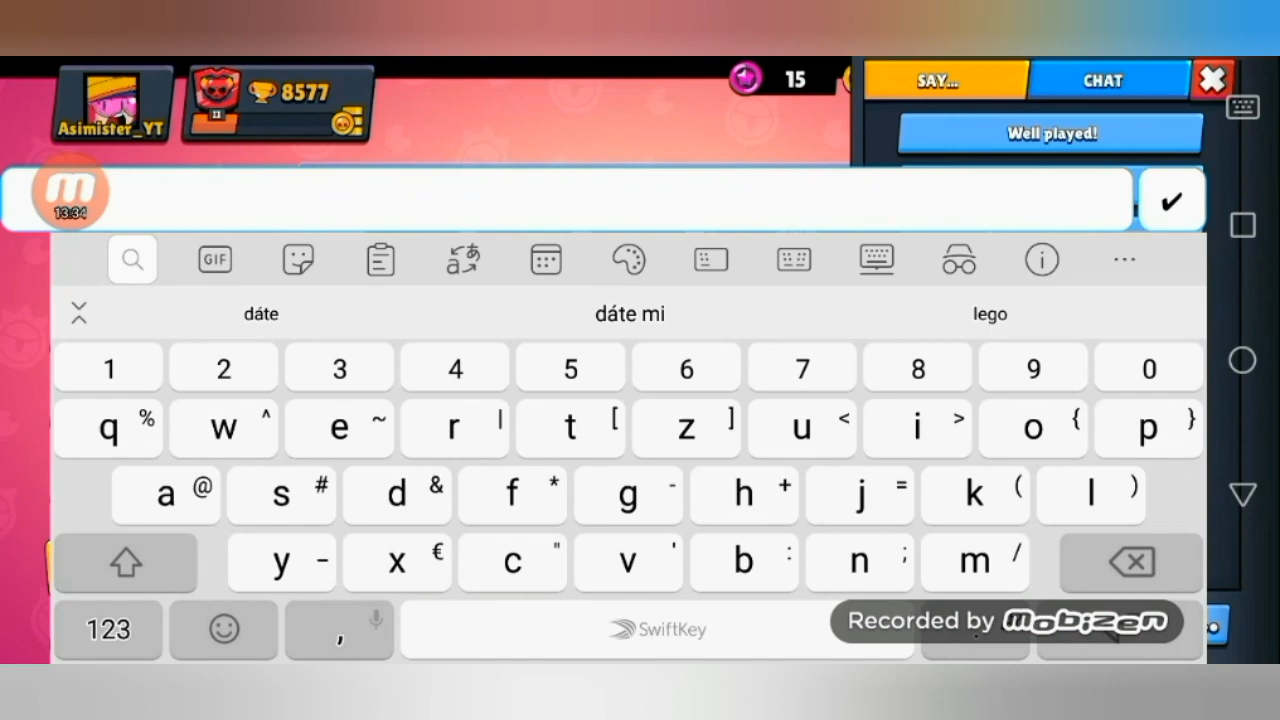 Asimister_YT
11
8577
15
SAY...
CHAT
Well played!
13:34
GIF
dáte
dáte mi
lego
1 2 3 4 5 6 7 8 9 0
q % w ^ e ~ r | t [ z ] u < i > o { p }
a @ s # d & f * g - h + j = k ( l )
y – x € c " v ' b : n ; m /
123 , SwiftKey .
Recorded by mobizen